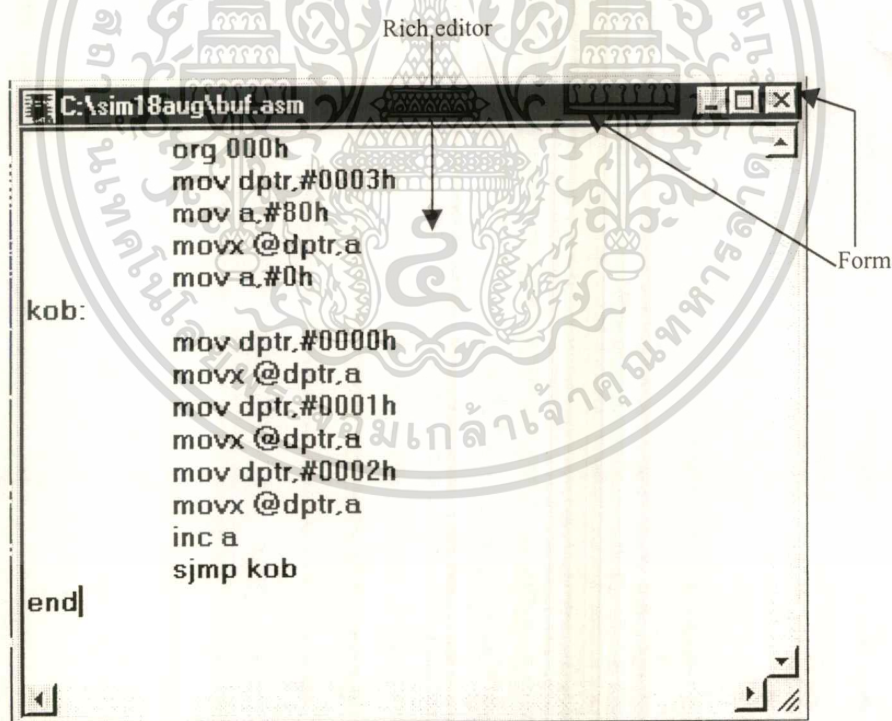 Rich editor
C:\sim18aug\buf.asm
org 000h
mov dptr,#0003h
mov a,#80h
movx @dptr,a
mov a,#0h
Form
kob:
mov dptr,#0000h
movx @dptr,a
mov dptr,#0001h
movx @dptr,a
mov dptr,#0002h
movx @dptr,a
inc a
sjmp kob
end